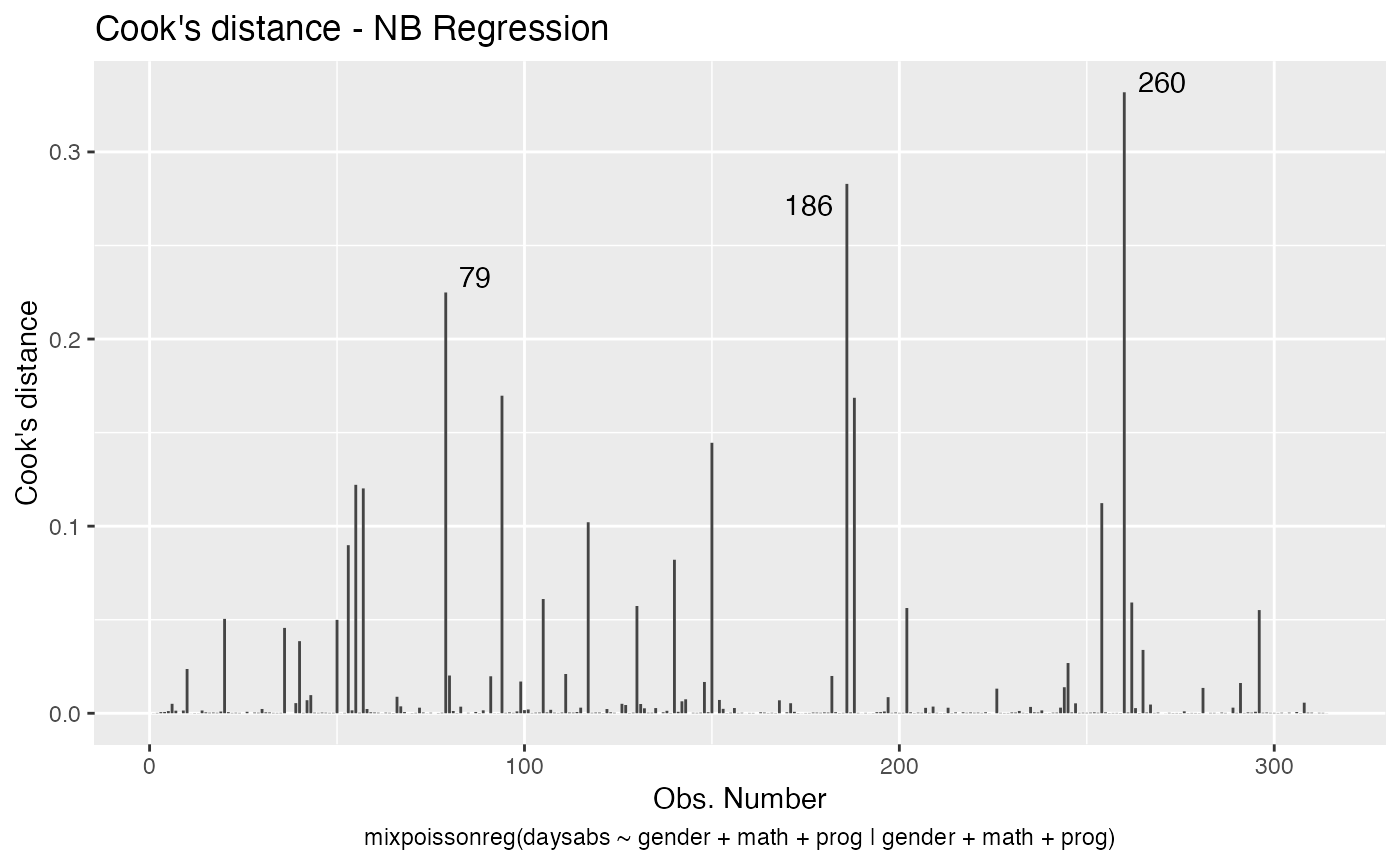 Cook's distance - NB Regression
260
0.3
186
79
0.2
Cook's distance
0.1
0.0
0 100 200 300
Obs. Number
mixpoissonreg(daysabs ~ gender + math + prog | gender + math + prog)